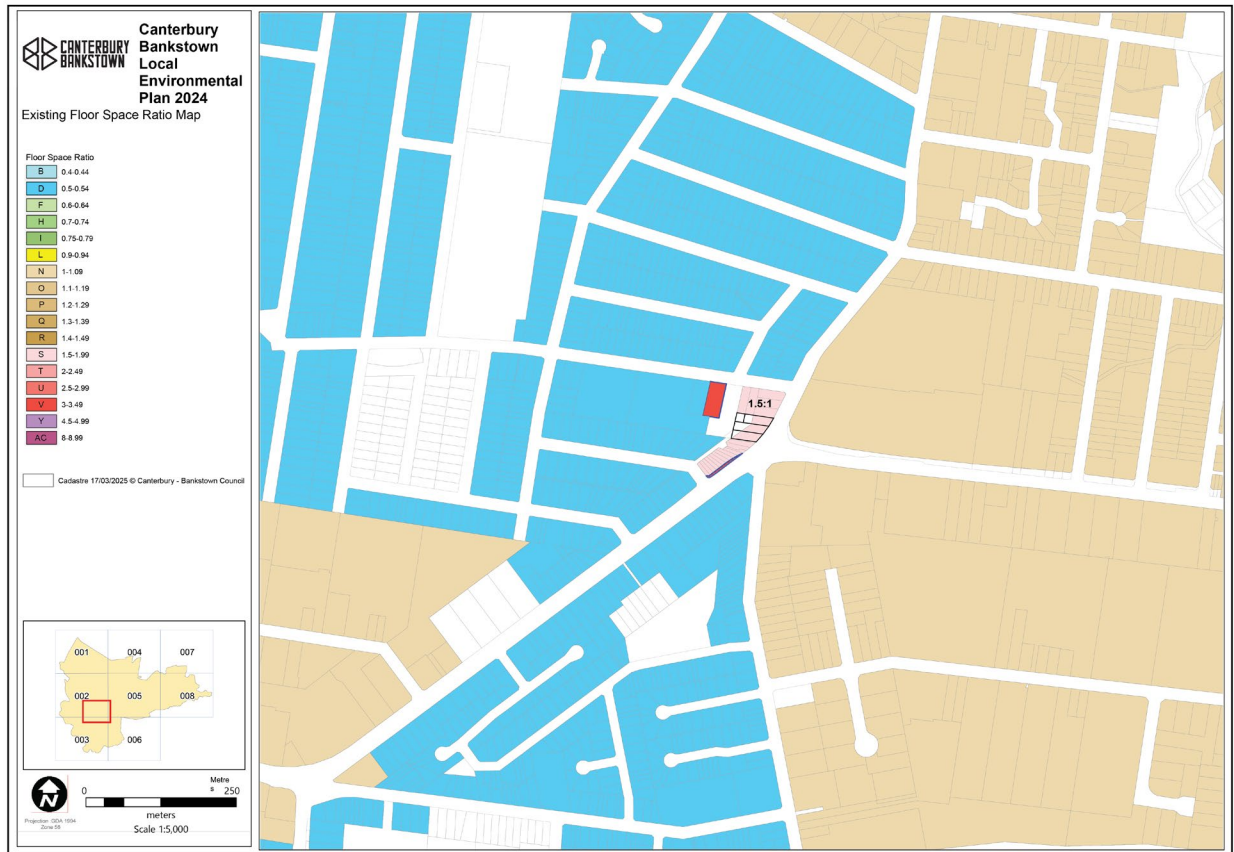 CANTERBURY
BANKSTOWN
Canterbury
Bankstown
Local
Environmental
Plan 2024
Existing Floor Space Ratio Map
Floor Space Ratio
B 0.4-0.44
D 0.5-0.54
F 0.6-0.64
H 0.7-0.74
I 0.75-0.79
L 0.9-0.94
N 1-1.09
O 1.1-1.19
P 1.2-1.29
Q 1.3-1.39
R 1.4-1.49
S 1.5-1.99
T 2-2.49
U 2.5-2.99
V 3-3.49
Y 4.5-4.99
AC 8-8.99
Cadastre 17/03/2025 © Canterbury - Bankstown Council
001 004 007
002 005 008
003 006
N
Metre
0 s 250
meters
Scale 1:5,000
Projection: GDA 1994
Zone 56
1.5:1